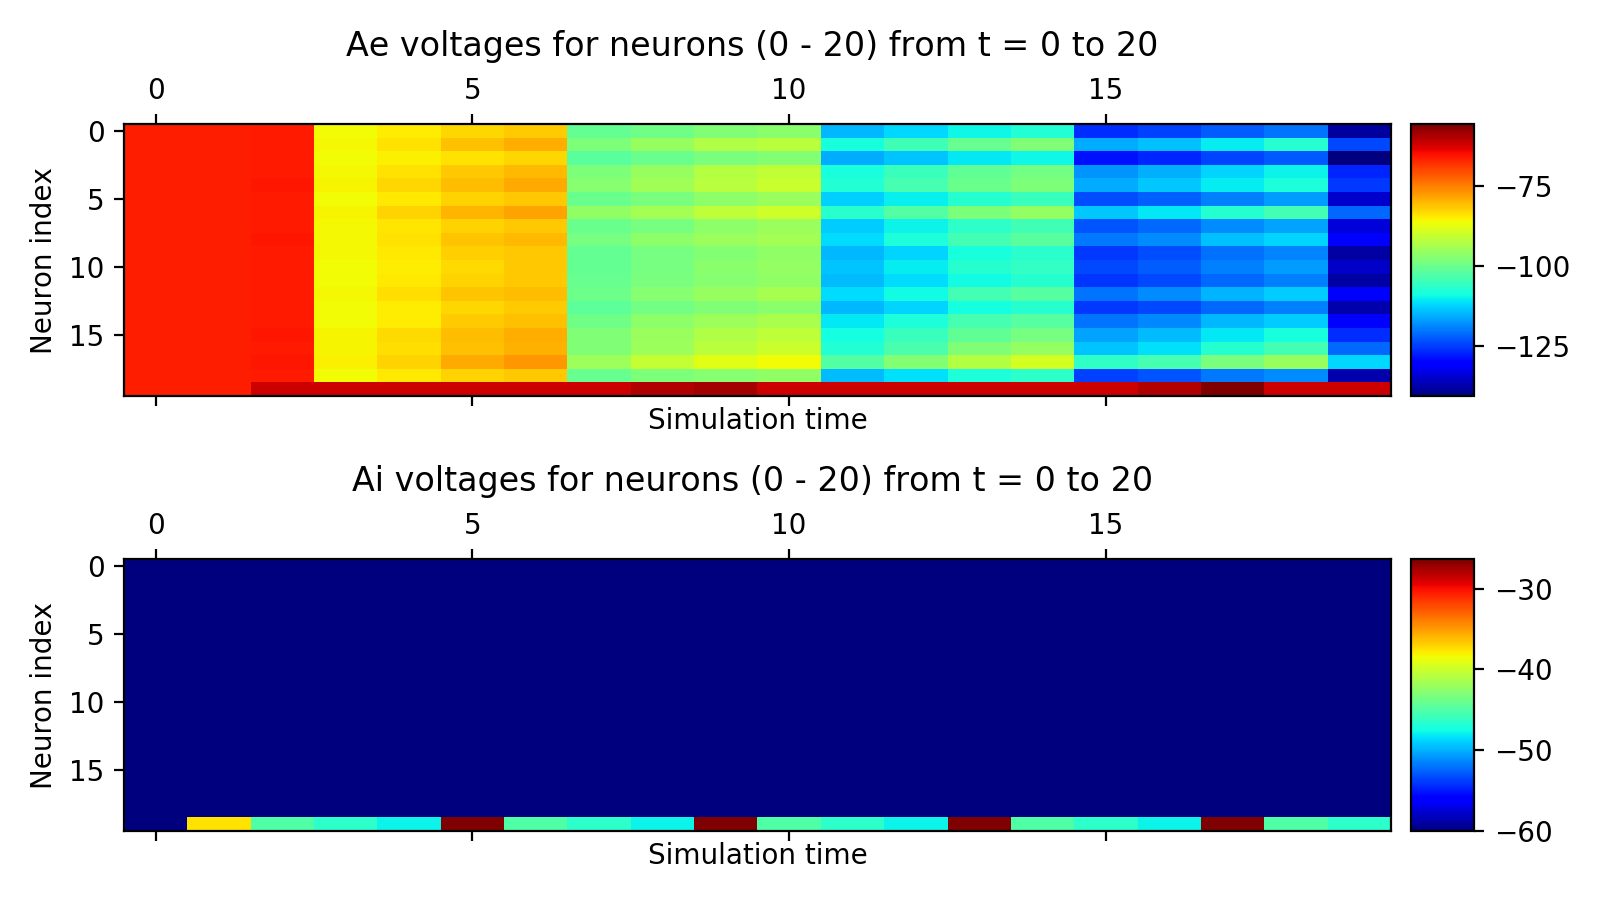 Ae voltages for neurons (0 - 20) from t = 0 to 20
0 5 10 15
Neuron index
0
5
10
15
Simulation time
−75
−100
−125
Ai voltages for neurons (0 - 20) from t = 0 to 20
0 5 10 15
Neuron index
0
5
10
15
Simulation time
−30
−40
−50
−60